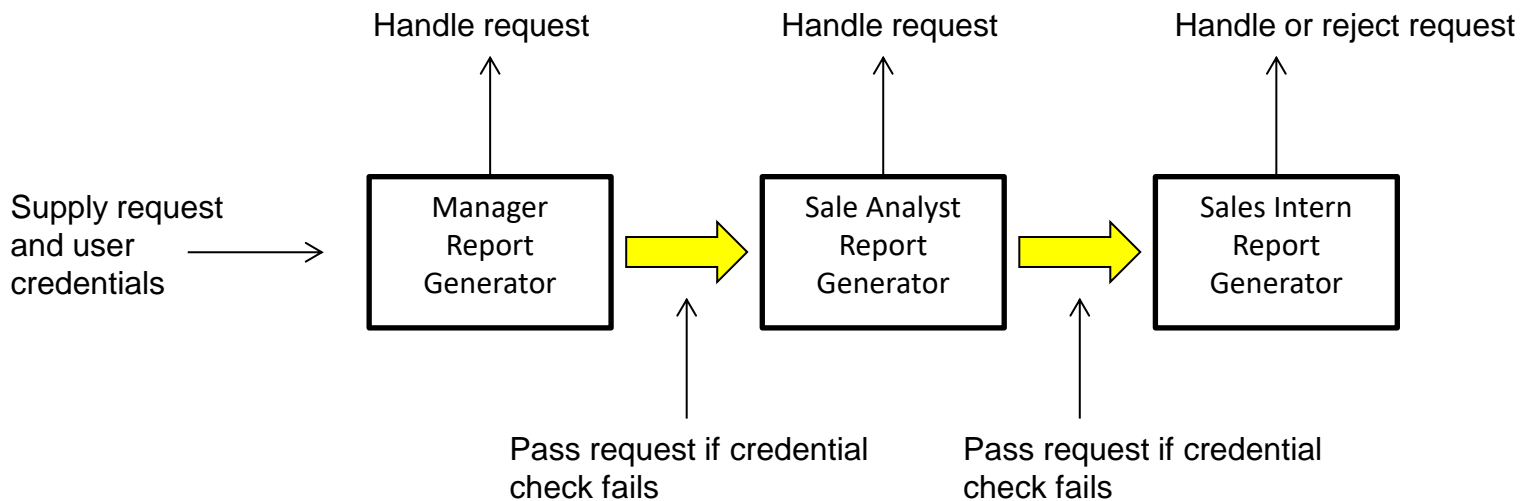 Handle request
Handle request
Handle or reject request
Supply request
and user
credentials
Manager
Report
Generator
Sale Analyst
Report
Generator
Sales Intern
Report
Generator
Pass request if credential
check fails
Pass request if credential
check fails